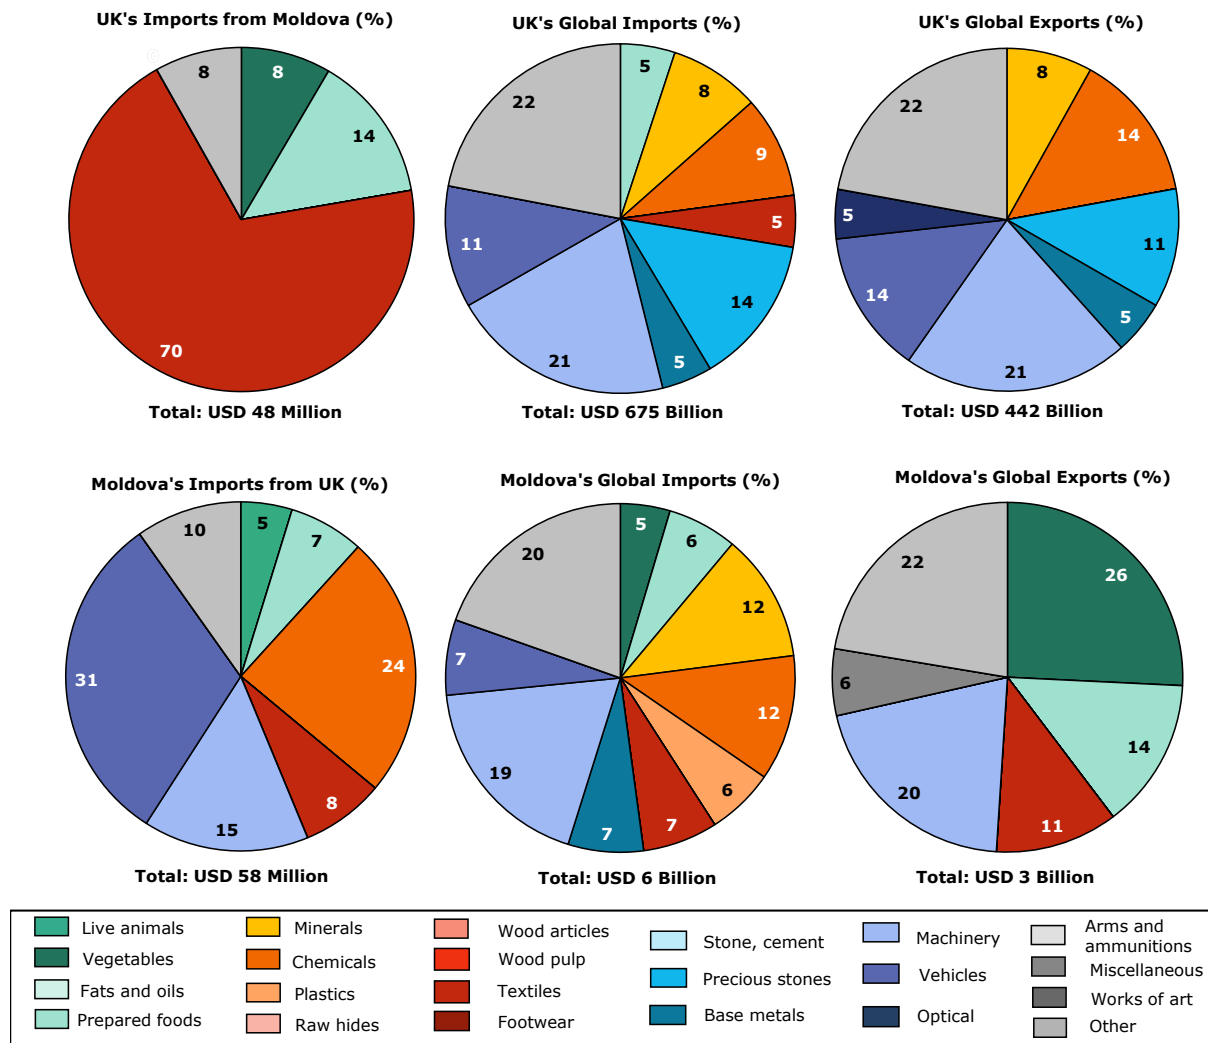 UK's Imports from Moldova (%)
8
8
14
70
Total: USD 48 Million
UK's Global Imports (%)
5
8
9
5
14
5
21
11
22
Total: USD 675 Billion
UK's Global Exports (%)
8
14
11
5
21
14
5
22
Total: USD 442 Billion
Moldova's Imports from UK (%)
5
7
24
8
15
31
10
Total: USD 58 Million
Moldova's Global Imports (%)
5
6
12
12
6
7
7
19
7
20
Total: USD 6 Billion
Moldova's Global Exports (%)
26
14
11
20
6
22
Total: USD 3 Billion
Live animals
Vegetables
Fats and oils
Prepared foods
Minerals
Chemicals
Plastics
Raw hides
Wood articles
Wood pulp
Textiles
Footwear
Stone, cement
Precious stones
Base metals
Machinery
Vehicles
Optical
Arms and
ammunitions
Miscellaneous
Works of art
Other